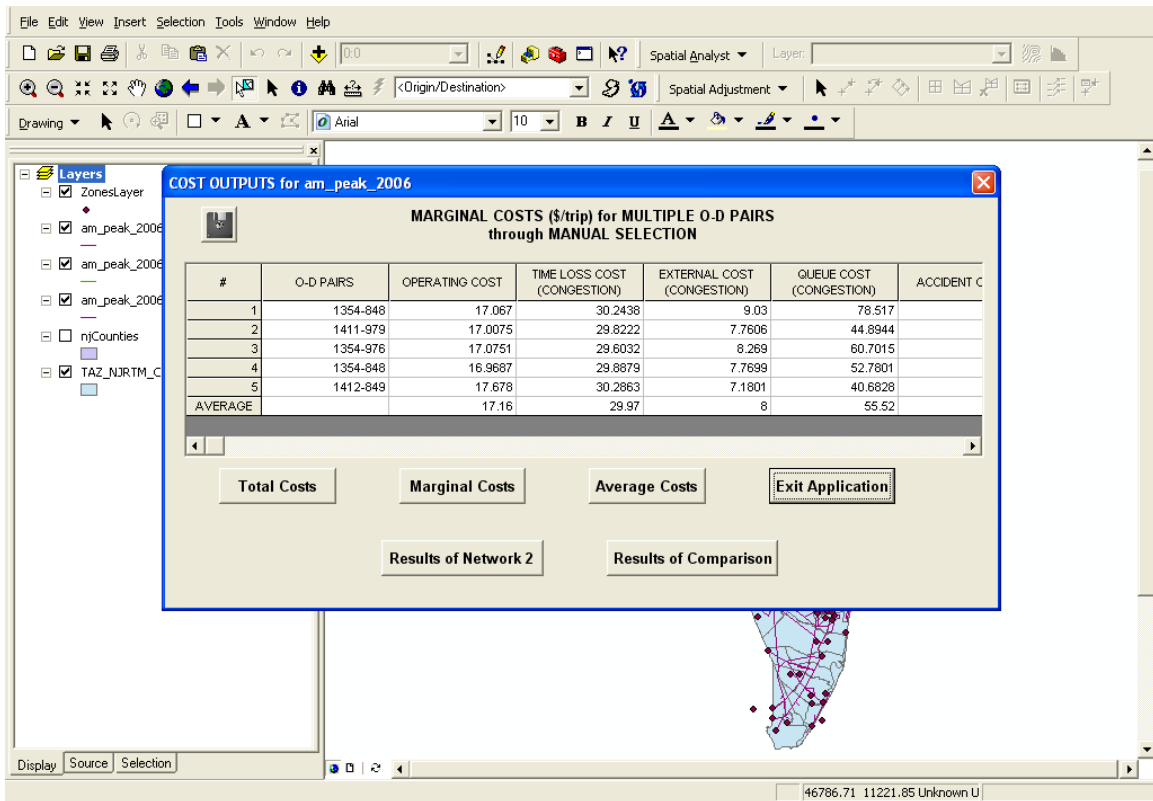 File Edit View Insert Selection Tools Window Help
0:0 Spatial Analyst Layer:
<Origin/Destination> Spatial Adjustment
Drawing A Arial 10 B I U A
Layers
ZonesLayer
am_peak_2006
am_peak_2006
am_peak_2006
njCounties
TAZ_NJRTM_C
COST OUTPUTS for am_peak_2006
MARGINAL COSTS ($/trip) for MULTIPLE O-D PAIRS
through MANUAL SELECTION
# O-D PAIRS OPERATING COST TIME LOSS COST (CONGESTION) EXTERNAL COST (CONGESTION) QUEUE COST (CONGESTION) ACCIDENT C
1 1354-848 17.067 30.2438 9.03 78.517
2 1411-979 17.0075 29.8222 7.7606 44.8944
3 1354-976 17.0751 29.6032 8.269 60.7015
4 1354-848 16.9687 29.8879 7.7699 52.7801
5 1412-849 17.678 30.2863 7.1801 40.6828
AVERAGE 17.16 29.97 8 55.52
Total Costs Marginal Costs Average Costs Exit Application
Results of Network 2 Results of Comparison
Display Source Selection
46786.71 11221.85 Unknown U